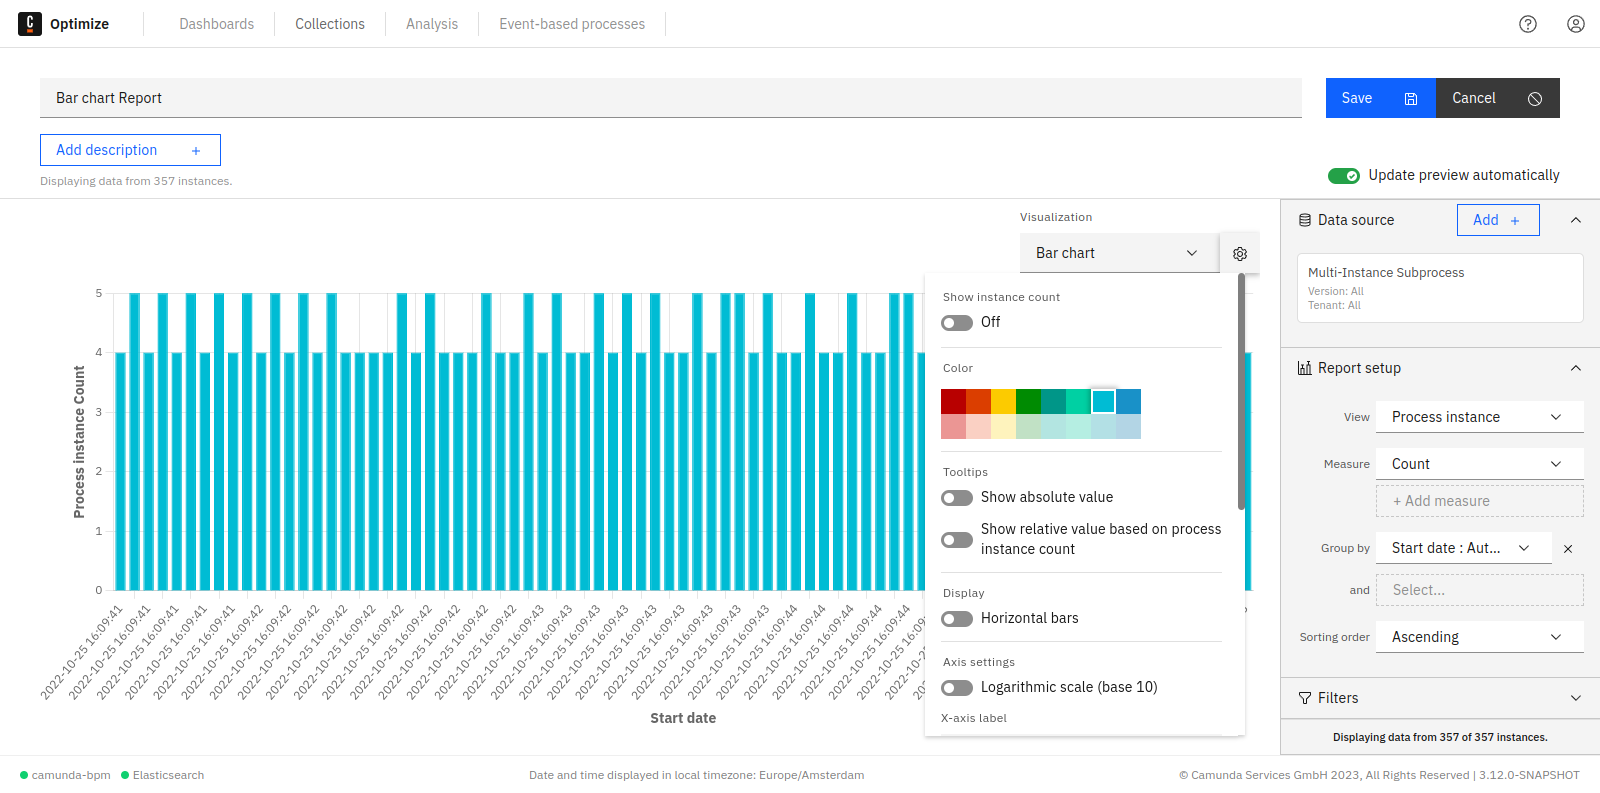 C Optimize Dashboards Collections Analysis Event-based processes
Bar chart Report
Save
Cancel
Add description +
Displaying data from 357 instances.
Update preview automatically
Visualization
Bar chart
5
4
3
2
1
0
Process instance Count
2022-10-25 16:09:41
2022-10-25 16:09:41
2022-10-25 16:09:41
2022-10-25 16:09:41
2022-10-25 16:09:41
2022-10-25 16:09:42
2022-10-25 16:09:42
2022-10-25 16:09:42
2022-10-25 16:09:42
2022-10-25 16:09:42
2022-10-25 16:09:42
2022-10-25 16:09:42
2022-10-25 16:09:42
2022-10-25 16:09:42
2022-10-25 16:09:42
2022-10-25 16:09:43
2022-10-25 16:09:43
2022-10-25 16:09:43
2022-10-25 16:09:43
2022-10-25 16:09:43
2022-10-25 16:09:43
2022-10-25 16:09:43
2022-10-25 16:09:43
2022-10-25 16:09:43
2022-10-25 16:09:44
2022-10-25 16:09:44
2022-10-25 16:09:44
2022-10-25 16:09:44
2022-10-25 16:09:44
Start date
Show instance count
Off
Color
Tooltips
Show absolute value
Show relative value based on process
instance count
Display
Horizontal bars
Axis settings
Logarithmic scale (base 10)
X-axis label
Data source
Add +
Multi-Instance Subprocess
Version: All
Tenant: All
Report setup
View Process instance
Measure Count
+ Add measure
Group by Start date : Aut...
and Select...
Sorting order Ascending
Filters
Displaying data from 357 of 357 instances.
camunda-bpm Elasticsearch
Date and time displayed in local timezone: Europe/Amsterdam
© Camunda Services GmbH 2023, All Rights Reserved | 3.12.0-SNAPSHOT